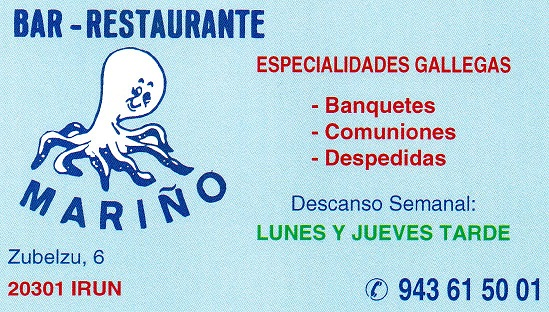 BAR - RESTAURANTE
MARIÑO
Zubelzu, 6
20301 IRUN
ESPECIALIDADES GALLEGAS
- Banquetes
- Comuniones
- Despedidas
Descanso Semanal:
LUNES Y JUEVES TARDE
✆ 943 61 50 01